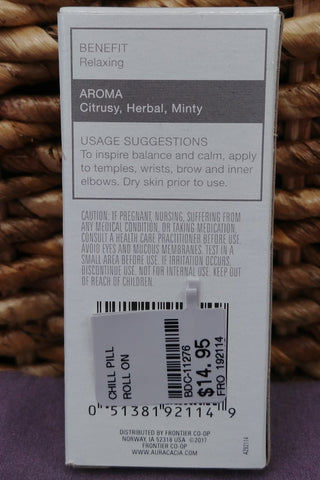 BENEFIT
Relaxing
AROMA
Citrusy, Herbal, Minty
USAGE SUGGESTIONS
To inspire balance and calm, apply
to temples, wrists, brow and inner
elbows. Dry skin prior to use.
CAUTION: IF PREGNANT, NURSING, SUFFERING FROM
ANY MEDICAL CONDITION, OR TAKING MEDICATION,
CONSULT A HEALTH CARE PRACTITIONER BEFORE USE.
AVOID EYES AND MUCOUS MEMBRANES. TEST IN A
SMALL AREA BEFORE USE. IF IRRITATION OCCURS,
DISCONTINUE USE. NOT FOR INTERNAL USE. KEEP OUT
OF REACH OF CHILDREN.
CHILL PILL
ROLL ON
BDC-11276
$14.95
FRO 192114
0 51381 92114 9
DISTRIBUTED BY FRONTIER CO-OP
NORWAY, IA 52318 USA ©2017
FRONTIER CO-OP
WWW.AURACACIA.COM
A192114